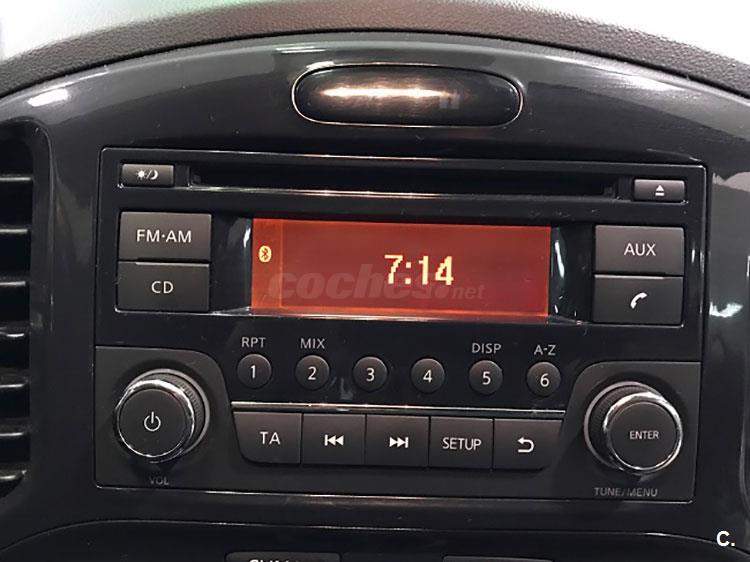 FM·AM
CD
7:14
coches.net
AUX
RPT
MIX
DISP
A-Z
1
2
3
4
5
6
TA
SETUP
ENTER
VOL
TUNE/MENU
C.